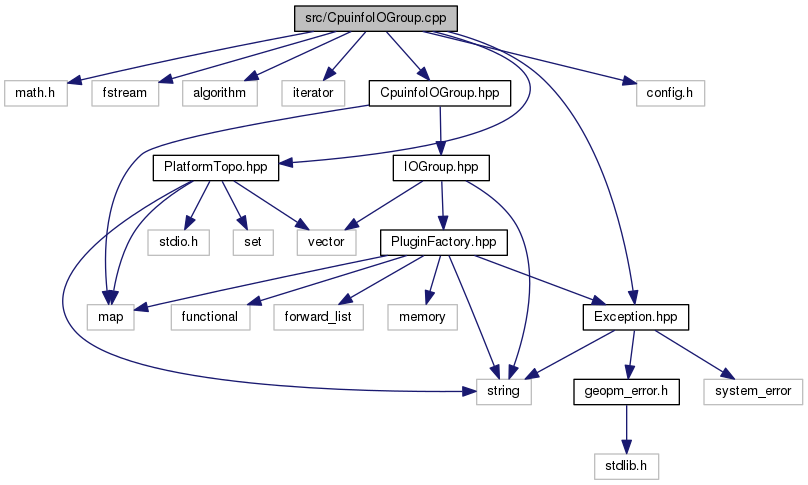 src/CpuinfoIOGroup.cpp
math.h
fstream
algorithm
iterator
CpuinfoIOGroup.hpp
config.h
PlatformTopo.hpp
IOGroup.hpp
stdio.h
set
vector
PluginFactory.hpp
map
functional
forward_list
memory
Exception.hpp
string
geopm_error.h
system_error
stdlib.h